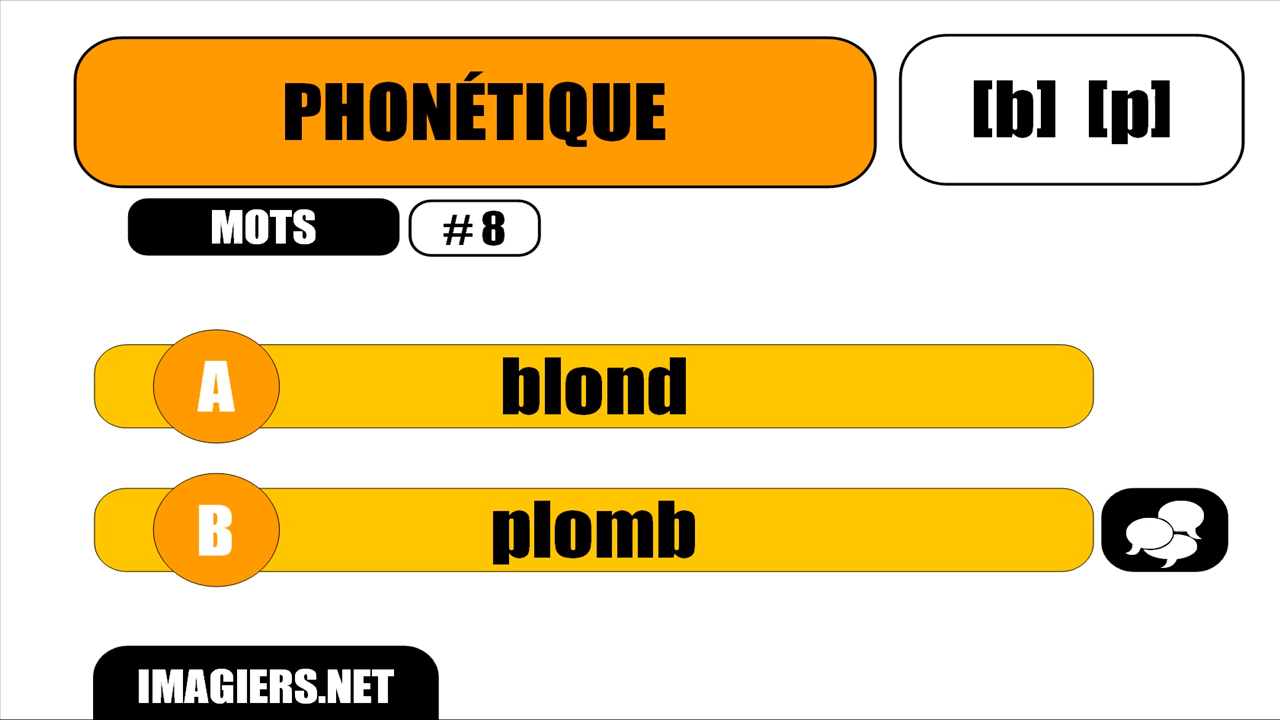 PHONÉTIQUE
[b] [p]
MOTS
# 8
A
blond
B
plomb
IMAGIERS.NET